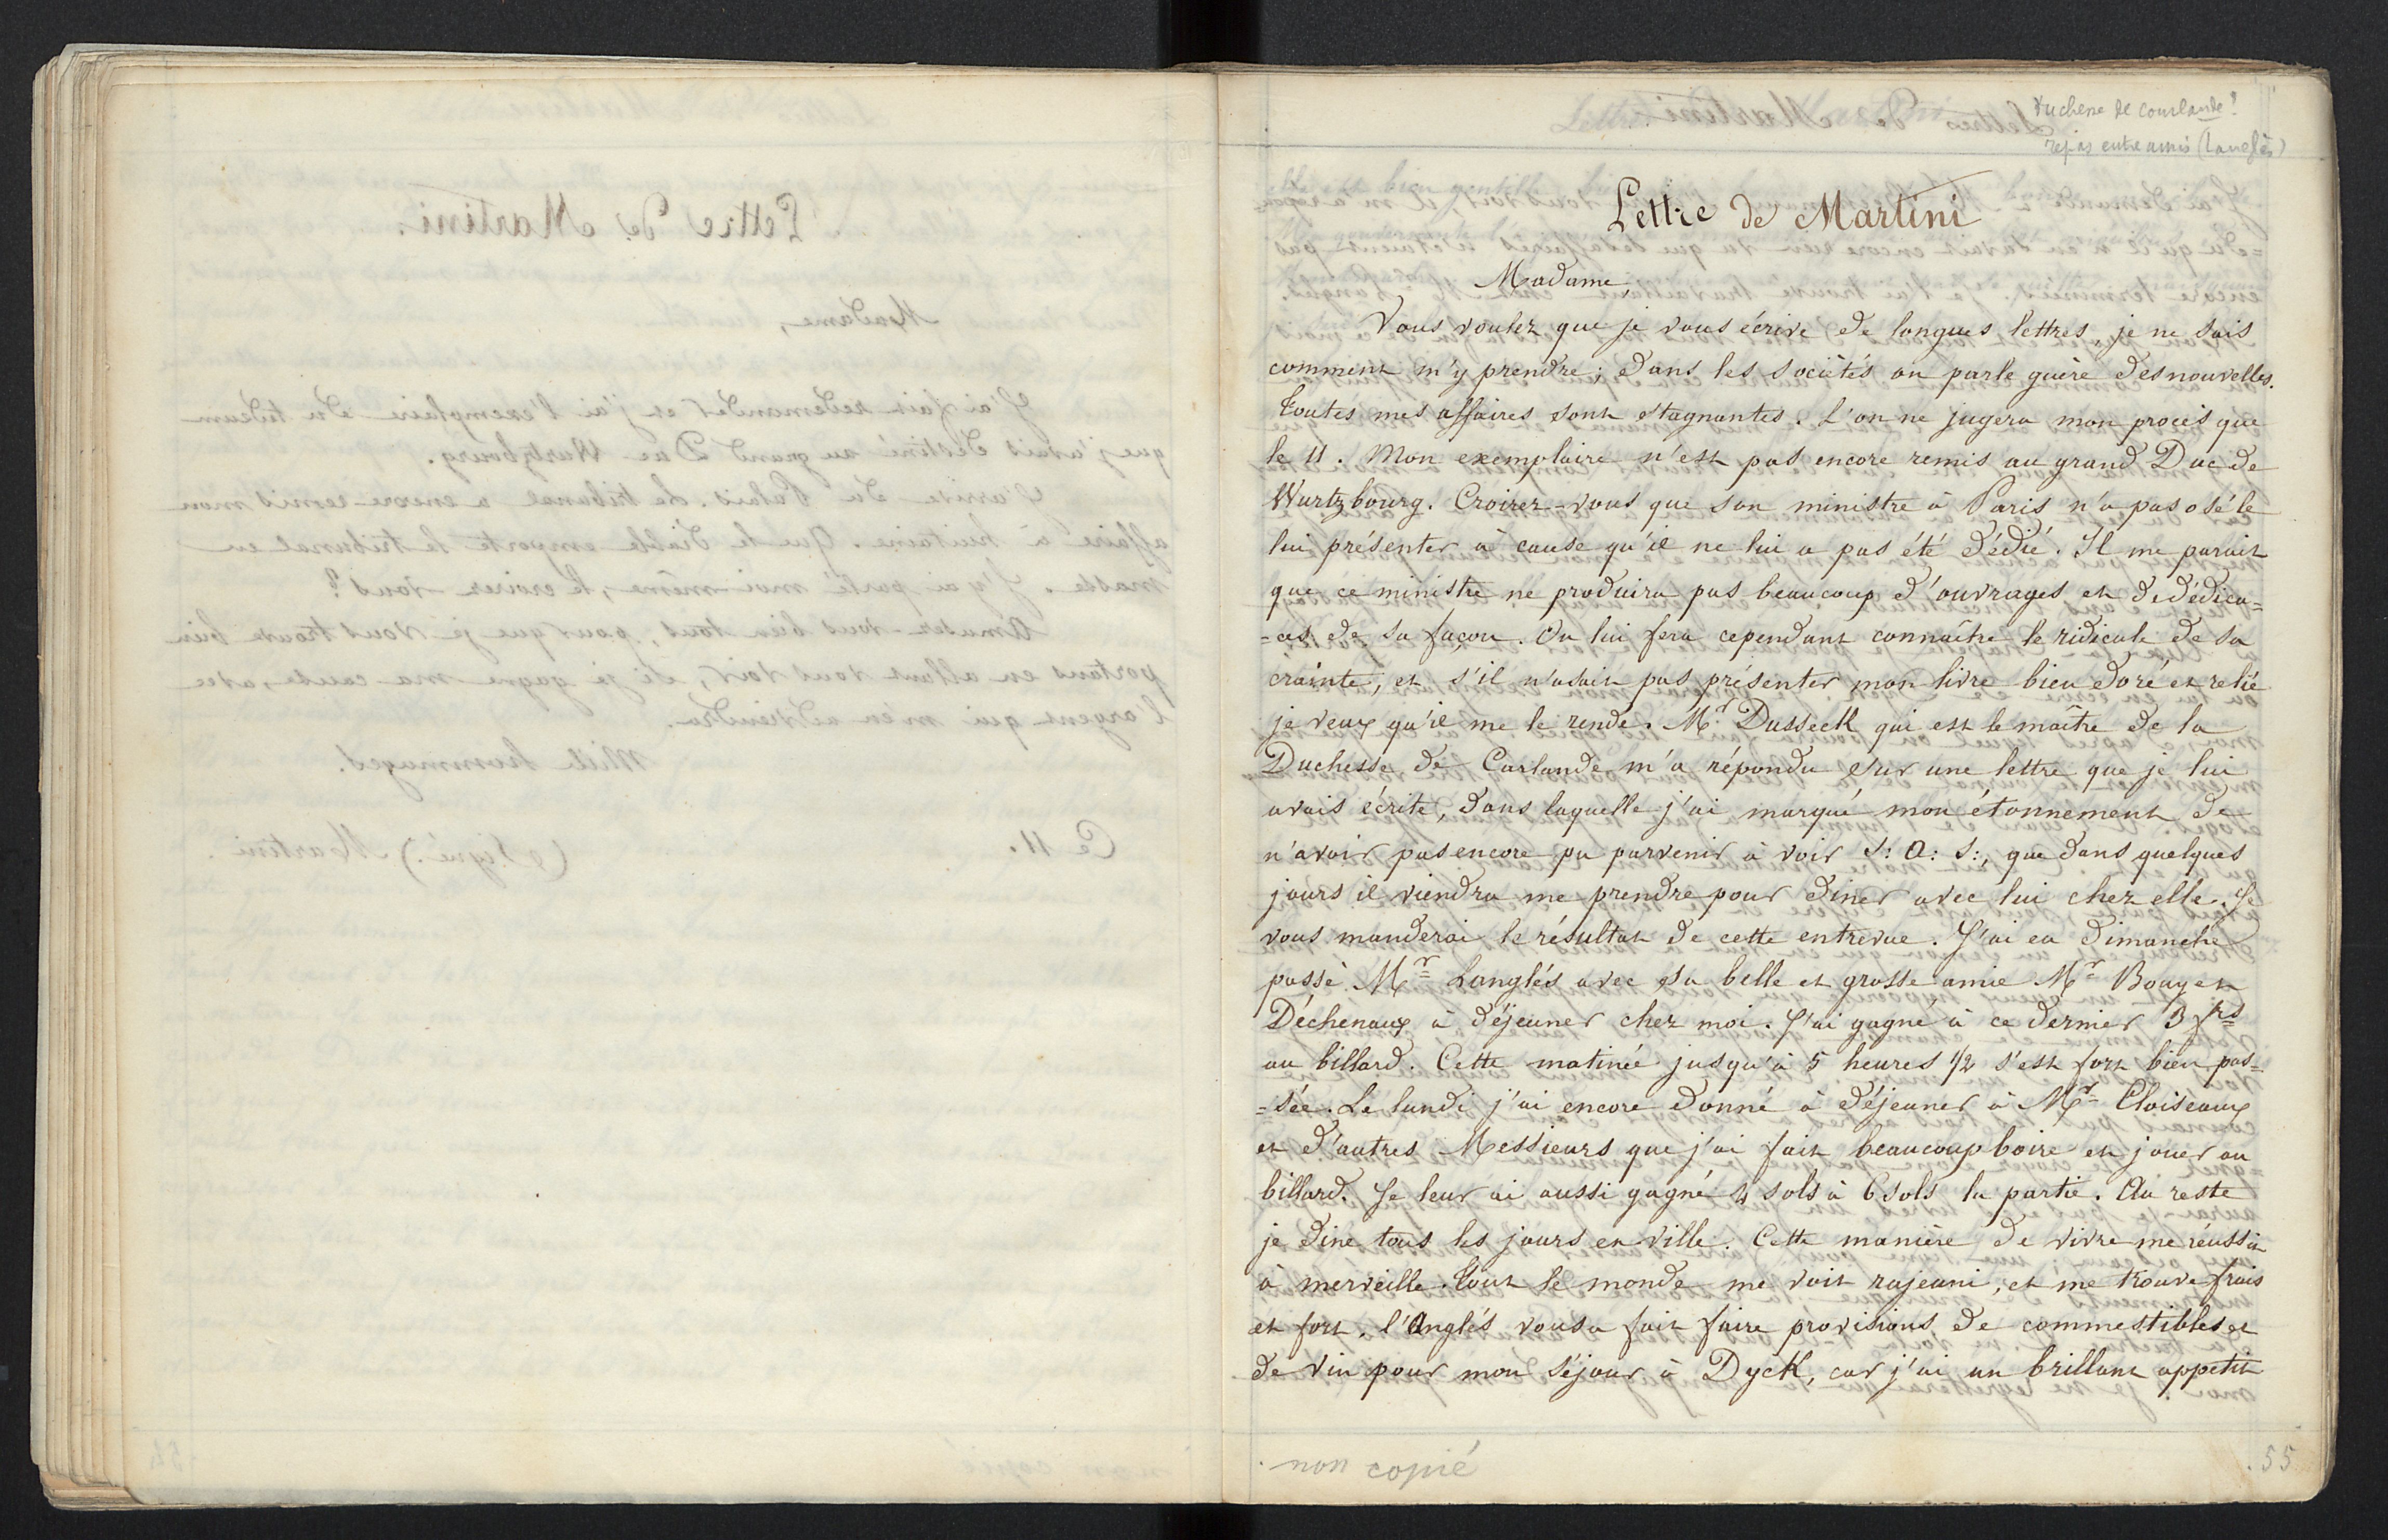 Duchesse de Courlande!
repas entre amis (Langlès)
Lettre de Martini
Madame,
Vous voulez que je vous écrive de longues lettres, je ne sais
comment m'y prendre; dans les sociétés on parle guère des nouvelles.
Toutes mes affaires sont stagnantes. L'on ne jugera mon procès que
le 11. Mon exemplaire n'est pas encore remis au grand Duc de
Wurtzbourg. Croirez-vous que son ministre à Paris n'a pas osé le
lui présenter à cause qu'il ne lui a pas été dédié. Il me parait
que ce ministre ne produira pas beaucoup d'ouvrages et de dédica=
=ces de sa façon. On lui fera cependant connaître le ridicule de sa
crainte, et s'il n'osait pas présenter mon livre bien doré et relié
je veux qu'il me le rende. Mr Dusseck qui est le maître de la
Duchesse de Curlande m'a répondu sur une lettre que je lui
avais écrite, dans laquelle j'ai marqué mon étonnement de
n'avoir pas encore pu parvenir à voir S: A: S:, que dans quelques
jours il viendra me prendre pour diner avec lui chez elle. Je
vous manderai le résultat de cette entrevue. J'ai eu Dimanche
passé Mr Langlés avec sa belle et grosse amie Mr Bouy et
Déchenaux à déjeuner chez moi. J'ai gagné à ce dernier 3 frs
au billard. Cette matinée jusqu'à 5 heures 1/2 s'est fort bien pas=
=sée. Le lundi j'ai encore donné à déjeuner à Mr Cloiseaux
et d'autres Messieurs que j'ai fait beaucoup boire et jouer au
billard. Je leur ai aussi gagné 4 sols à 6 sols la partie. Au reste
je dine tous les jours en ville. Cette manière de vivre me réussit
à merveille. Tout le monde me voit rajeuni, et me trouve frais
et fort. l'Anglés vous a fait faire provisions de commestibles et
de vin pour mon séjour à Dyck, car j'ai un brillant appetit
non copié
55